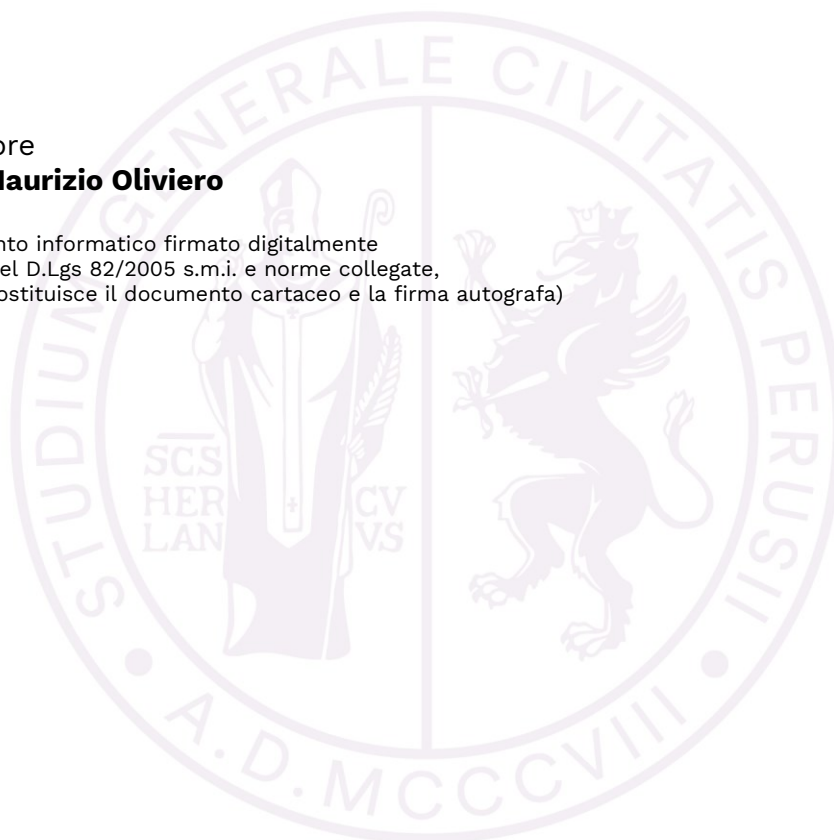 ore
Maurizio Oliviero
nto informatico firmato digitalmente
el D.Lgs 82/2005 s.m.i. e norme collegate,
ostituisce il documento cartaceo e la firma autografa)
STUDIUM GENERALE CIVITATIS PERUSII
SCS
HER CV
LAN VS
A.D. MCCCVIII